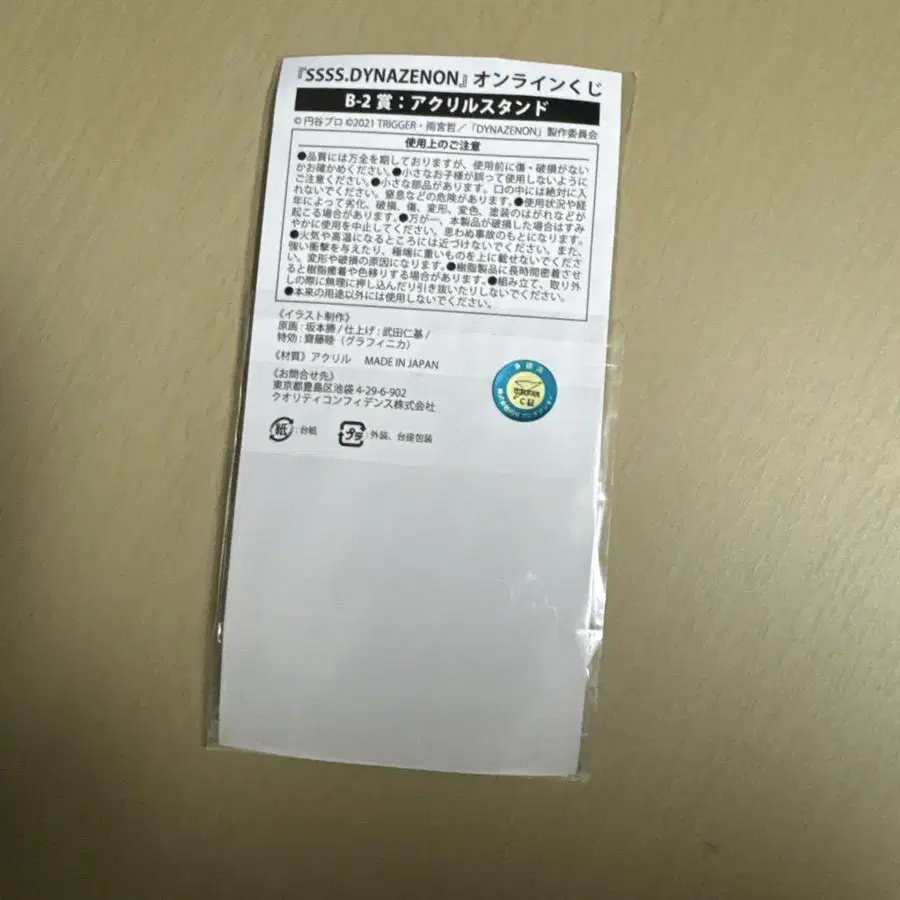 『SSSS.DYNAZENON』オンラインくじ
B-2 賞：アクリルスタンド
© 円谷プロ ©2021 TRIGGER・雨宮哲／「DYNAZENON」製作委員会
使用上のご注意
●品質には万全を期しておりますが、使用前に傷・破損がない
かお確かめください。●小さなお子様が誤って使用しないように
ご注意ください。●小さな部品があります。口の中には絶対に入
れないでください。窒息などの危険があります。●使用状況や経
年によって劣化、破損、傷、変形、変色、塗装のはがれなどが
起こる場合があります。●万が一、本製品が破損した場合はすみ
やかに使用を中止してください。思わぬ事故のもとになります。
●火気や高温になるところには近づけないでください。また、
強い衝撃を与えたり、極端に重いものを上に載せないでくださ
い。変形や破損の原因になります。●樹脂製品に長時間密着させ
ると樹脂癒着や色移りする場合があります。●組み立て、取り外
しの際に無理に押し込んだり引き抜いたりしないでください。
●本来の用途以外には使用しないでください。
《イラスト制作》
原画：坂本勝 / 仕上げ：武田仁基 /
特効：齋藤睦（グラフィニカ）
《材質》アクリル MADE IN JAPAN
《お問合せ先》
東京都豊島区池袋 4-29-6-902
クオリティコンフィデンス株式会社
紙：台紙 プラ：外装、台座包装